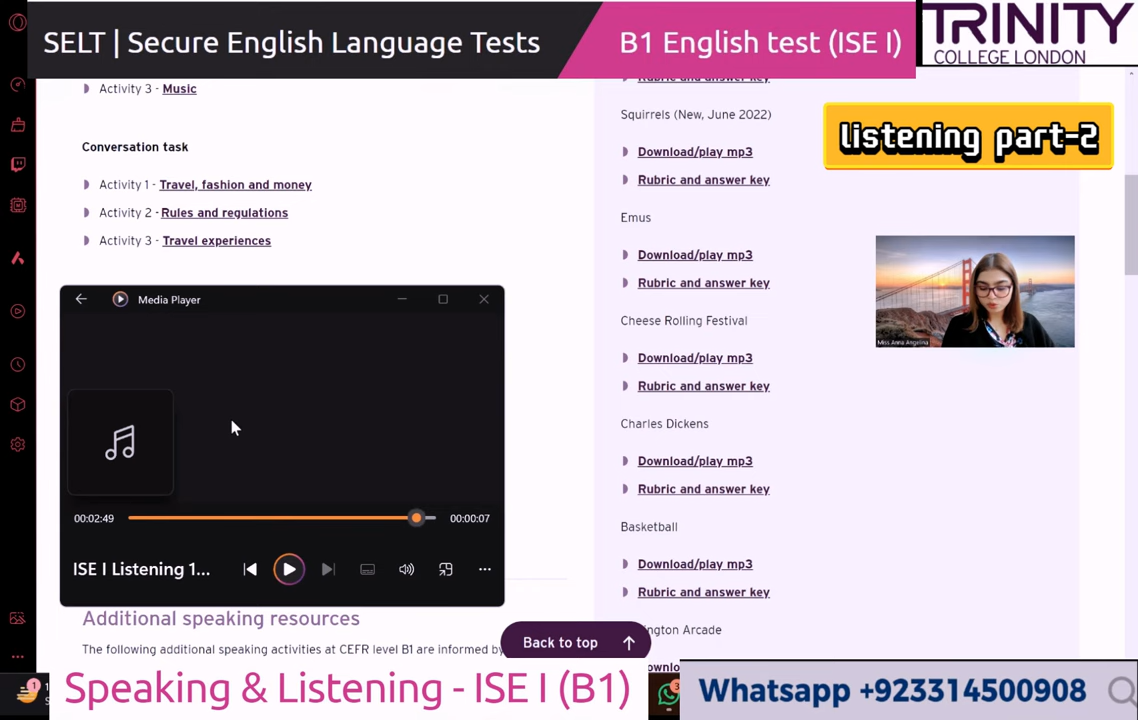 SELT | Secure English Language Tests
B1 English test (ISE I)
TRINITY
COLLEGE LONDON
listening part-2
Activity 3 - Music
Conversation task
Activity 1 - Travel, fashion and money
Activity 2 - Rules and regulations
Activity 3 - Travel experiences
Media Player
00:02:49
00:00:07
ISE I Listening 1...
Additional speaking resources
The following additional speaking activities at CEFR level B1 are informed by
Rubric and answer key
Squirrels (New, June 2022)
Download/play mp3
Rubric and answer key
Emus
Download/play mp3
Rubric and answer key
Cheese Rolling Festival
Download/play mp3
Rubric and answer key
Charles Dickens
Download/play mp3
Rubric and answer key
Basketball
Download/play mp3
Rubric and answer key
Arcade
Back to top
Miss Anna Angelina
Speaking & Listening - ISE I (B1)
Whatsapp +923314500908